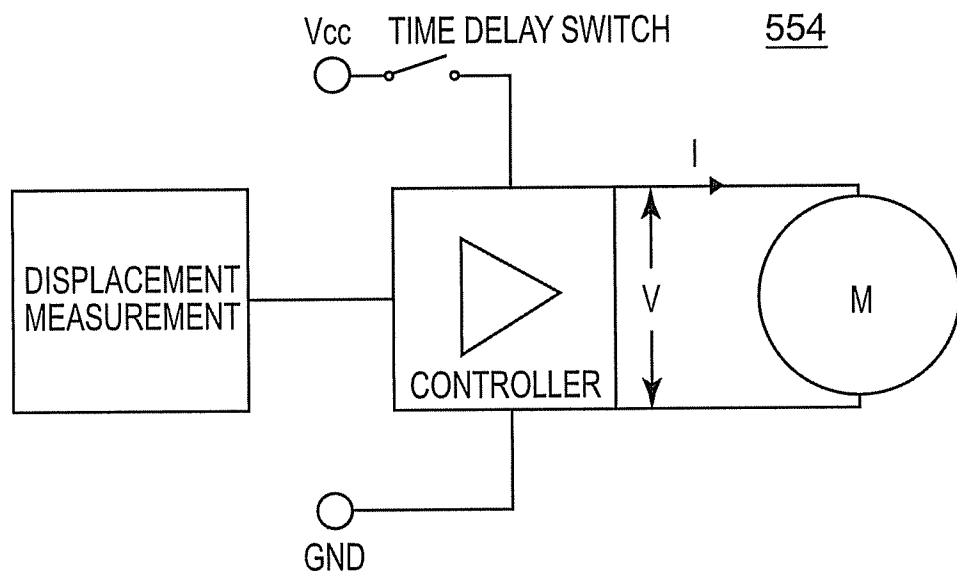 Vcc TIME DELAY SWITCH 554
I
DISPLACEMENT
MEASUREMENT
V
M
CONTROLLER
GND